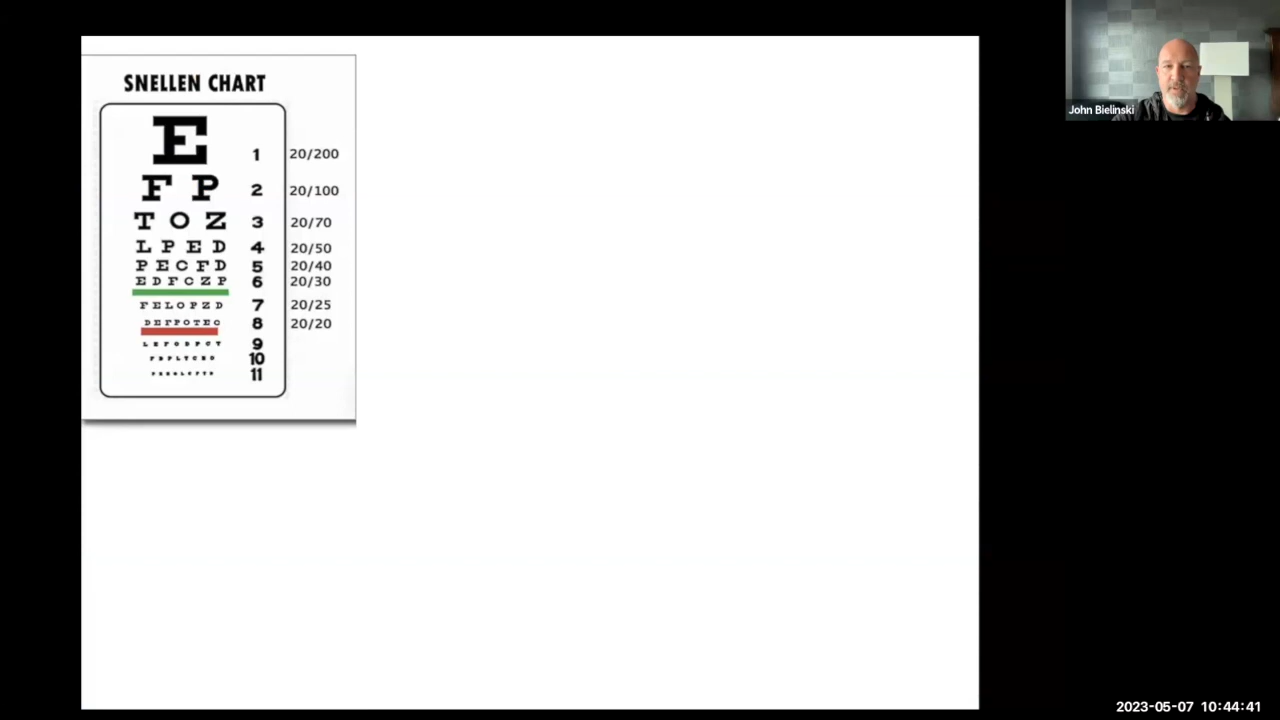 SNELLEN CHART
E 1 20/200
F P 2 20/100
T O Z 3 20/70
L P E D 4 20/50
P E C F D 5 20/40
E D F C Z P 6 20/30
F E L O P Z D 7 20/25
D E F P O T E C 8 20/20
9
10
11
John Bielinski
2023-05-07 10:44:41